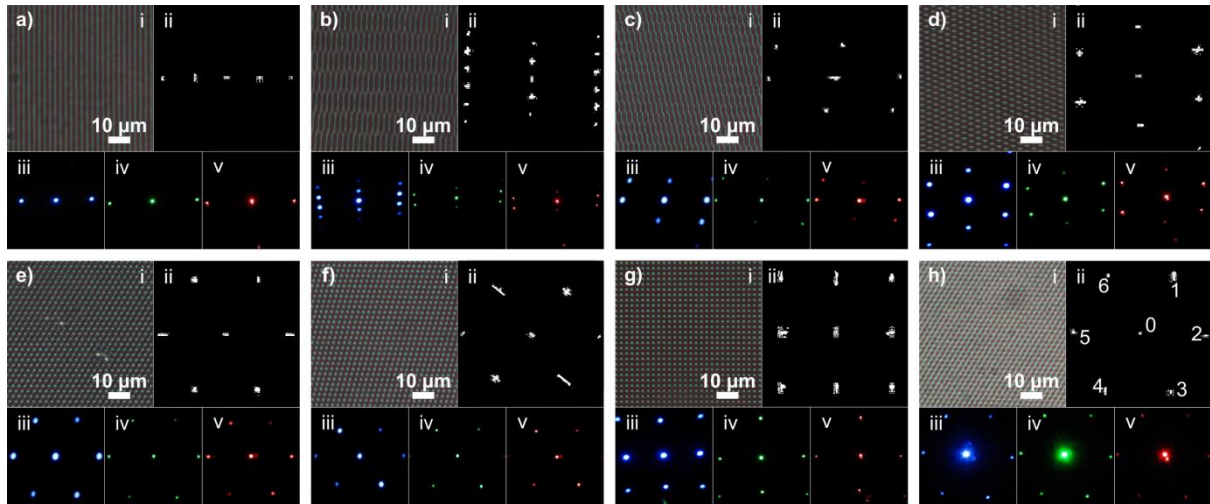 a) i ii
10 µm
iii iv v
b) i ii
10 µm
iii iv v
c) i ii
10 µm
iii iv v
d) i ii
10 µm
iii iv v
e) i ii
10 µm
iii iv v
f) i ii
10 µm
iii iv v
g) i ii
10 µm
iii iv v
h) i ii
6 1
0
5 2
4 3
10 µm
iii iv v